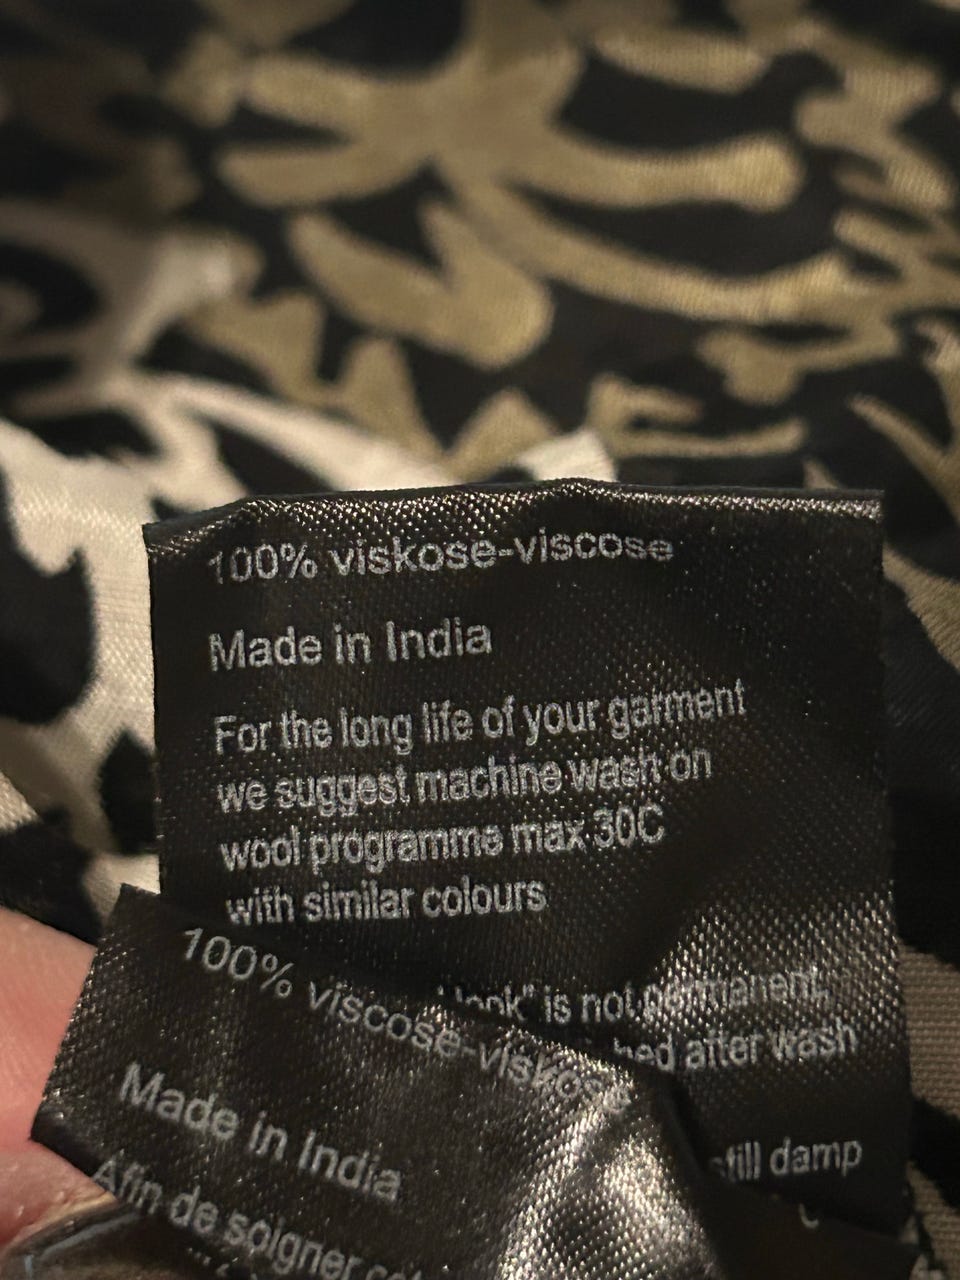 100% viskose-viscose
Made in India
For the long life of your garment
we suggest machine wash on
wool programme max 30C
with similar colours
look" is not permanent,
after wash
still damp
100% viscose-viskose
Made in India
Afin de soigner